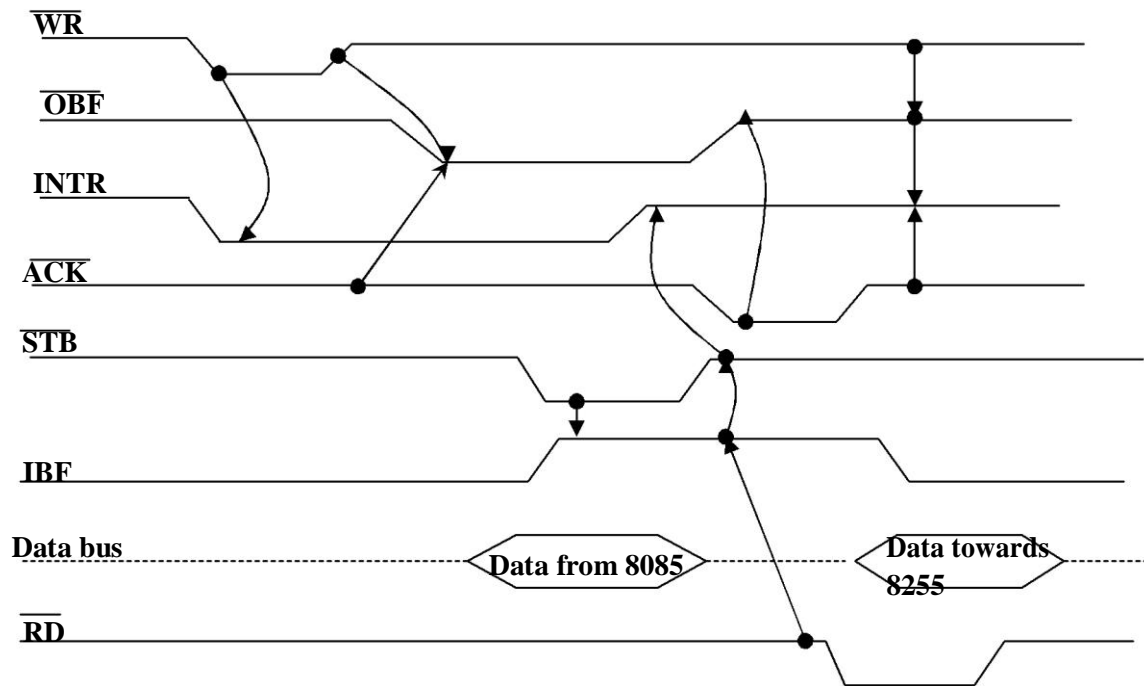 WR
OBF
INTR
ACK
STB
IBF
Data bus
Data from 8085
Data towards
8255
RD